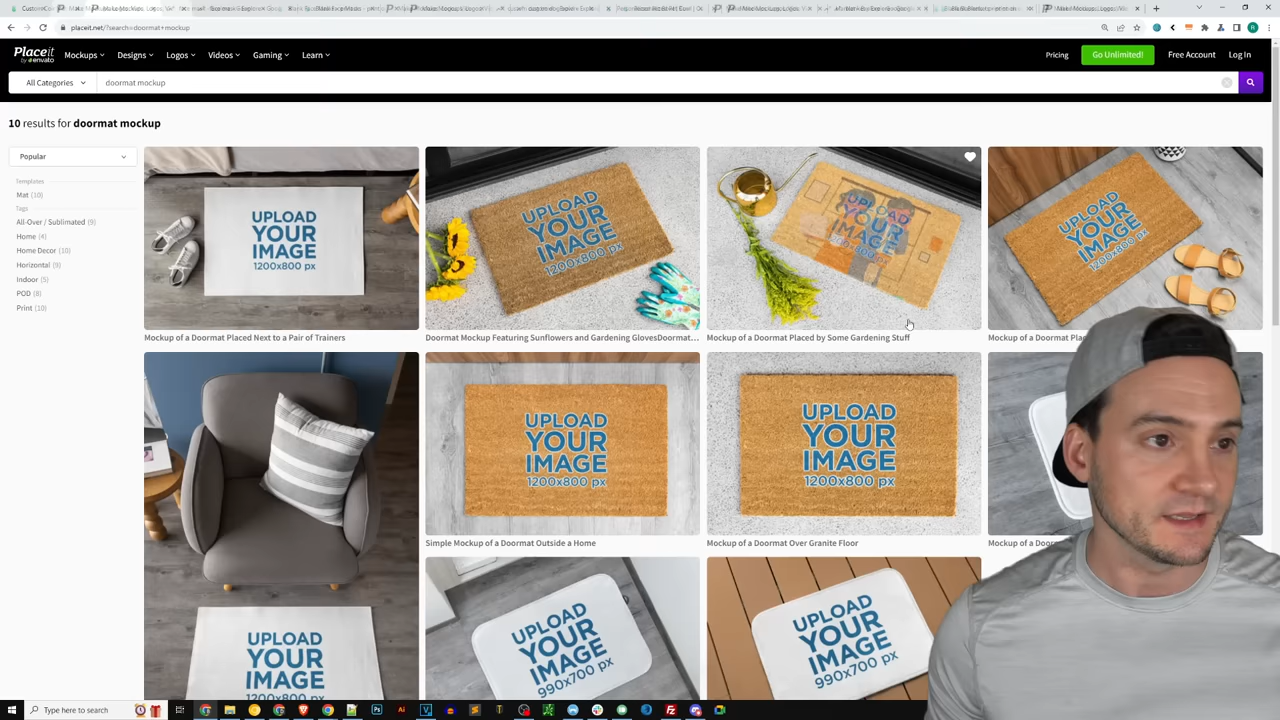 placeit.net/?search=doormat+mockup
Placeit
by envato
Mockups
Designs
Logos
Videos
Gaming
Learn
Pricing
Go Unlimited!
Free Account
Log In
All Categories
doormat mockup
10 results for doormat mockup
Popular
Templates
Mat (10)
Tags
All-Over / Sublimated (9)
Home (4)
Home Decor (10)
Horizontal (9)
Indoor (5)
POD (8)
Print (10)
UPLOAD
YOUR
IMAGE
1200x800 px
Mockup of a Doormat Placed Next to a Pair of Trainers
UPLOAD
YOUR
IMAGE
1200x800 px
Doormat Mockup Featuring Sunflowers and Gardening GlovesDoormat...
UPLOAD
YOUR
Mockup of a Doormat Placed by Some Gardening Stuff
UPLOAD
YOUR
IMAGE
1200x800 px
Mockup of a Doormat
UPLOAD
YOUR
IMAGE
1200x800 px
UPLOAD
YOUR
IMAGE
1200x800 px
Simple Mockup of a Doormat Outside a Home
UPLOAD
YOUR
IMAGE
1200x800 px
Mockup of a Doormat Over Granite Floor
Mockup of a
UPLOAD
YOUR
IMAGE
990x700 px
UPLOAD
YOUR
IMAGE
990x700 px
Type here to search